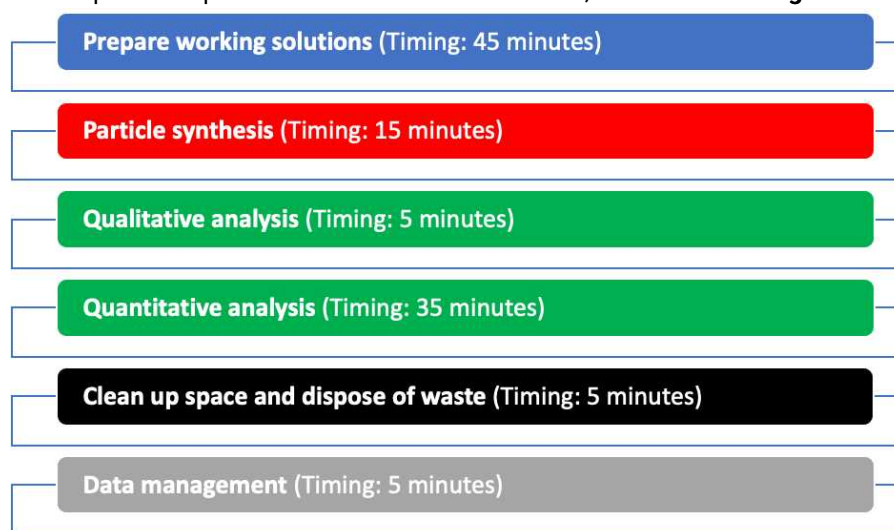 Prepare working solutions (Timing: 45 minutes)
Particle synthesis (Timing: 15 minutes)
Qualitative analysis (Timing: 5 minutes)
Quantitative analysis (Timing: 35 minutes)
Clean up space and dispose of waste (Timing: 5 minutes)
Data management (Timing: 5 minutes)